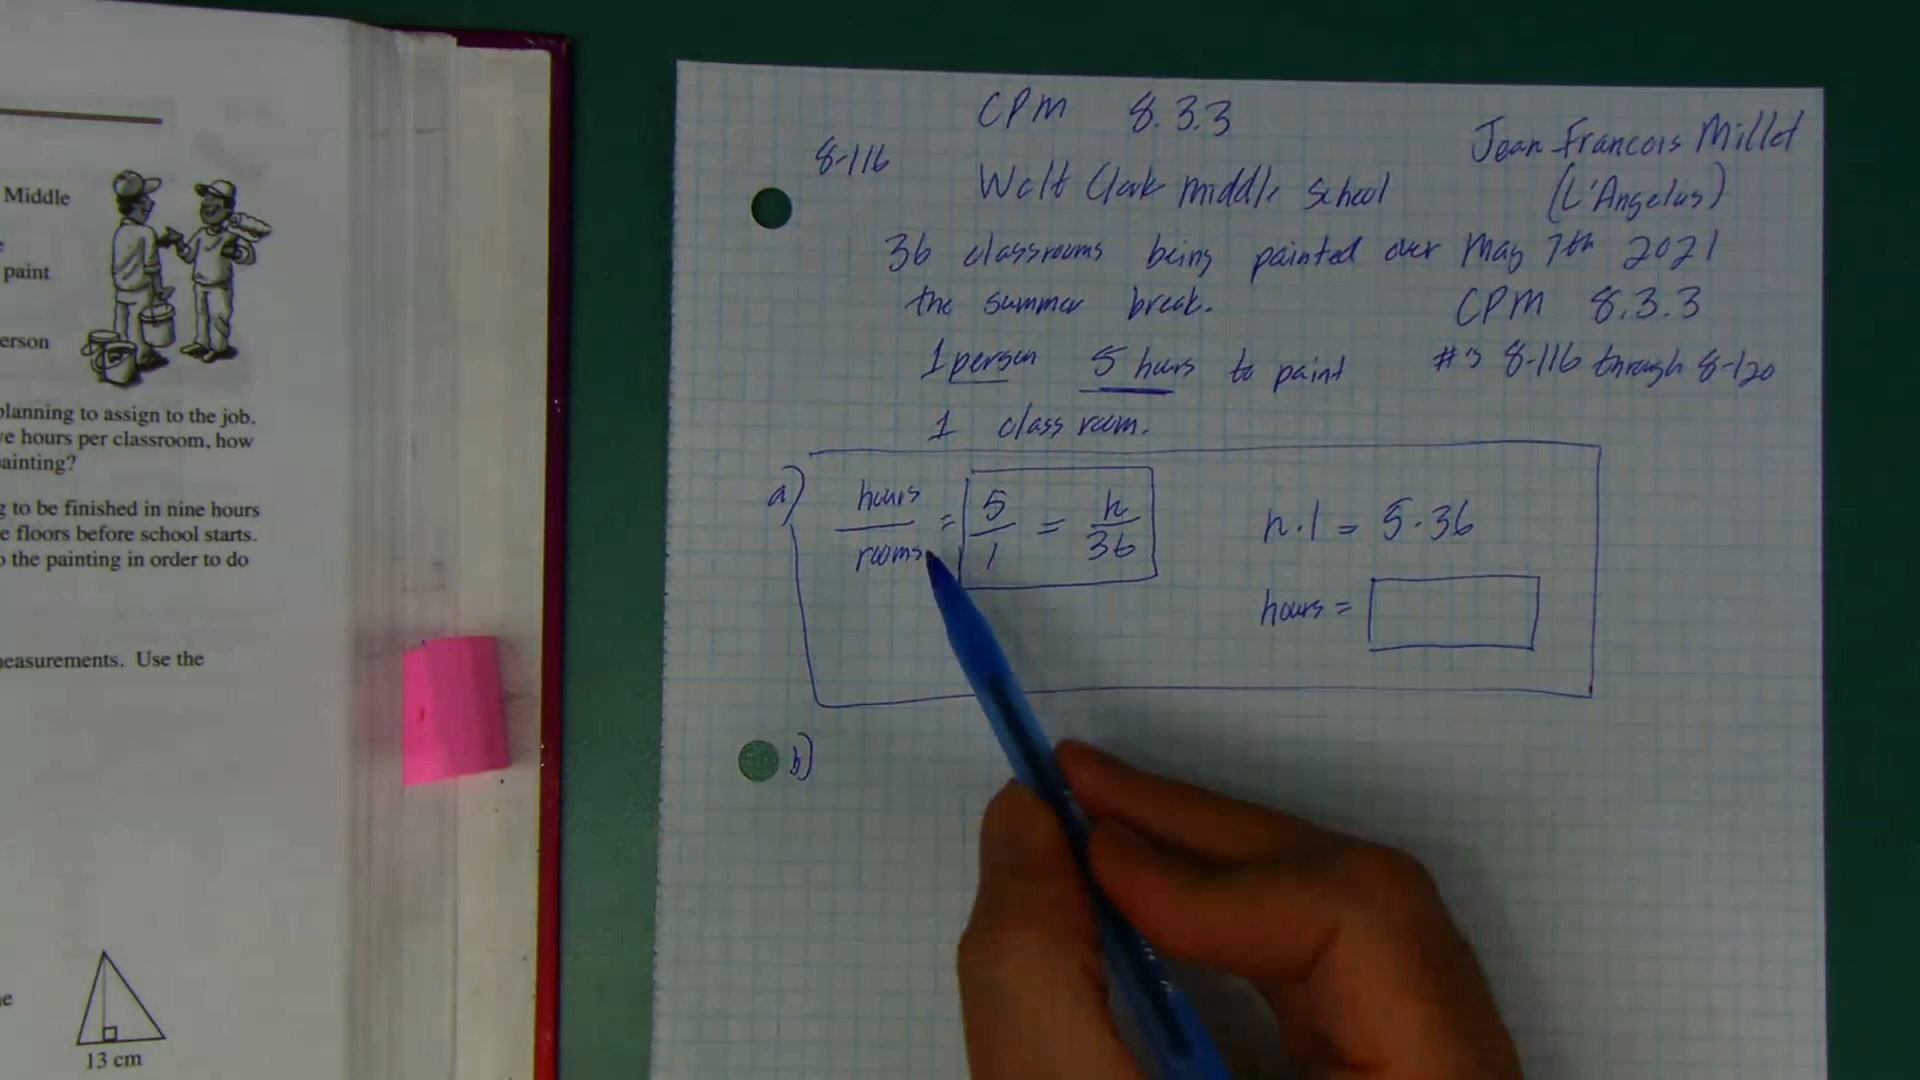 Middle
paint
erson
planning to assign to the job.
ve hours per classroom, how
ainting?
g to be finished in nine hours
e floors before school starts.
o the painting in order to do
easurements. Use the
e
13 cm
CPM 8.3.3
8-116
Walt Clark Middle School
36 classrooms being painted over
the summer break.
1 person 5 hours to paint
1 class room.
Jean Francois Millet
(L'Angelus)
May 7th 2021
CPM 8.3.3
#'s 8-116 through 8-120
a) hours/rooms = 5/1 = h/36
h·1 = 5·36
hours =
b)